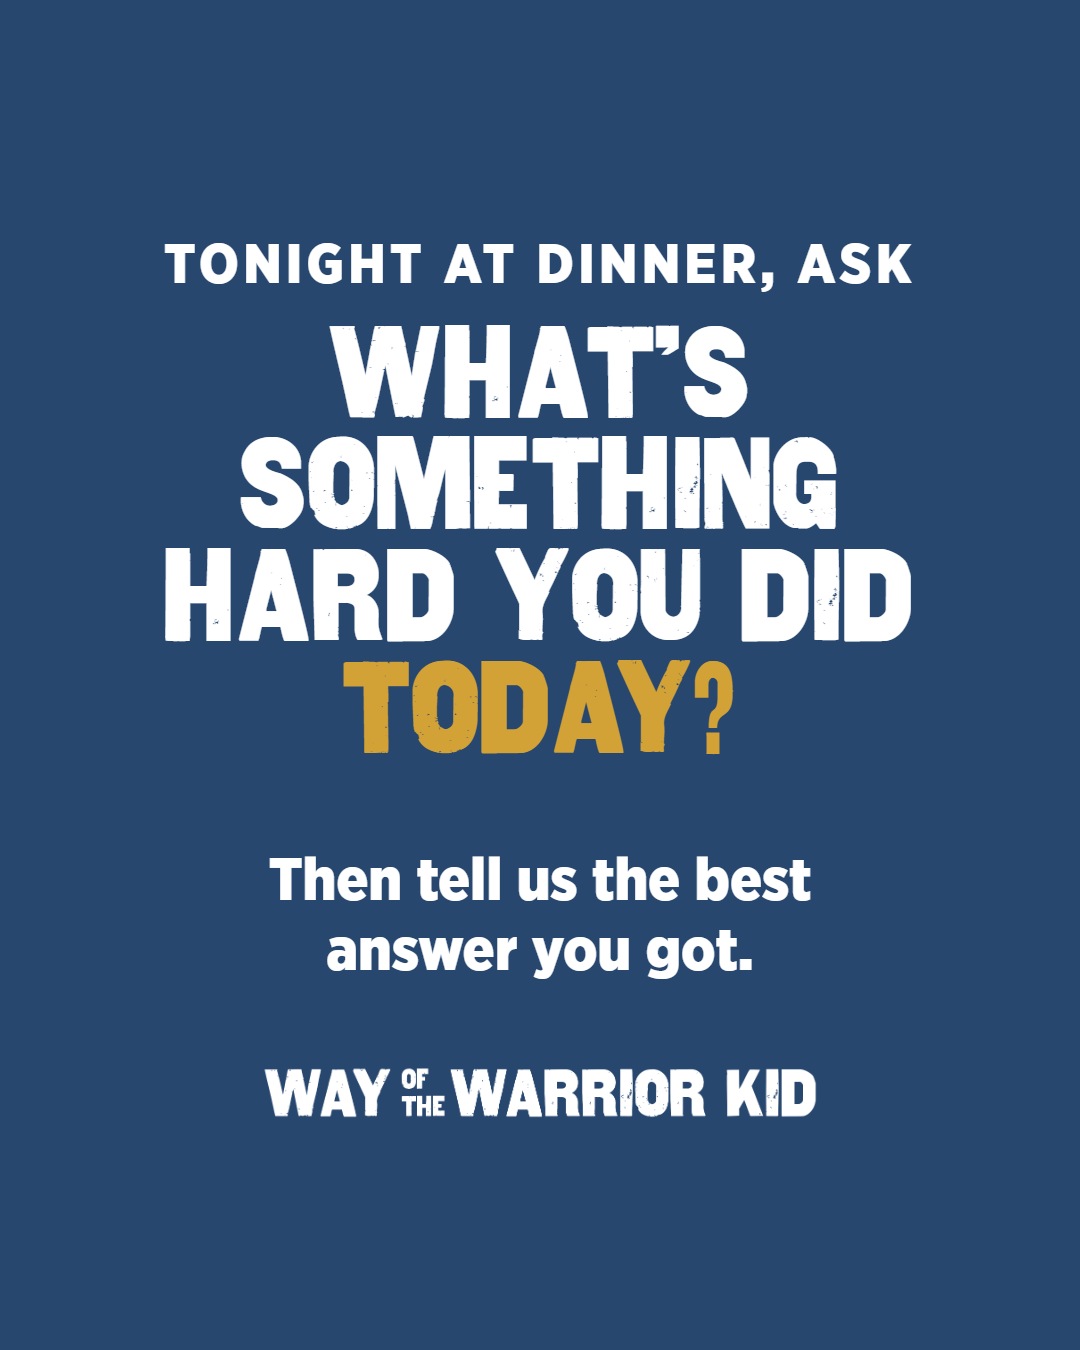 TONIGHT AT DINNER, ASK
WHAT'S
SOMETHING
HARD YOU DID
TODAY?
Then tell us the best
answer you got.
WAY OF THE WARRIOR KID